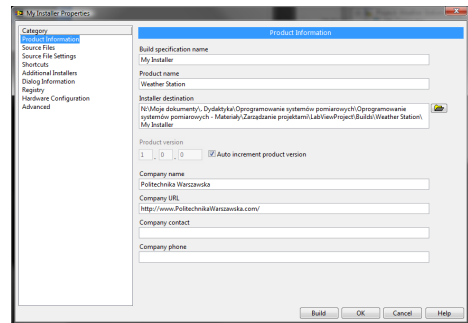 My Installer Properties
Category
Product Information
Source Files
Source File Settings
Shortcuts
Additional Installers
Dialog Information
Registry
Hardware Configuration
Advanced
Product Information
Build specification name
My Installer
Product name
Weather Station
Installer destination
N:\Moje dokumenty\. Dydaktyka\Oprogramowanie systemów pomiarowych\Oprogramowanie
systemów pomiarowych - Materiały\Zarządzanie projektami\LabViewProject\Builds\Weather Station\
My Installer
Product version
1 . 0 . 0
Auto increment product version
Company name
Politechnika Warszawska
Company URL
http://www.PolitechnikaWarszawska.com/
Company contact
Company phone
Build
OK
Cancel
Help